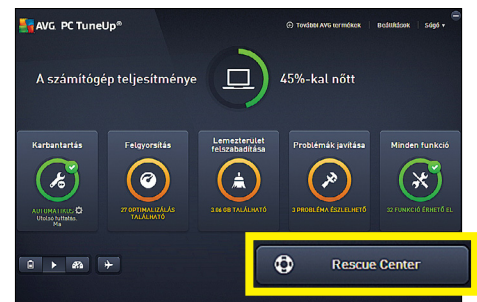 AVG. PC TuneUp®
További AVG termékek
Beállítások
Súgó
A számítógép teljesítménye
45%-kal nőtt
Karbantartás
Felgyorsítás
Lemezterület
felszabadítása
Problémák javítása
Minden funkció
AUTOMATIKUS
Utolsó futtatás,
Ma
27 OPTIMALIZÁLÁS
TALÁLHATÓ
3 PROBLÉMA ÉSZLELHETŐ
32 FUNKCIÓ ÉRHETŐ EL
GB TALÁLHATÓ
Rescue Center